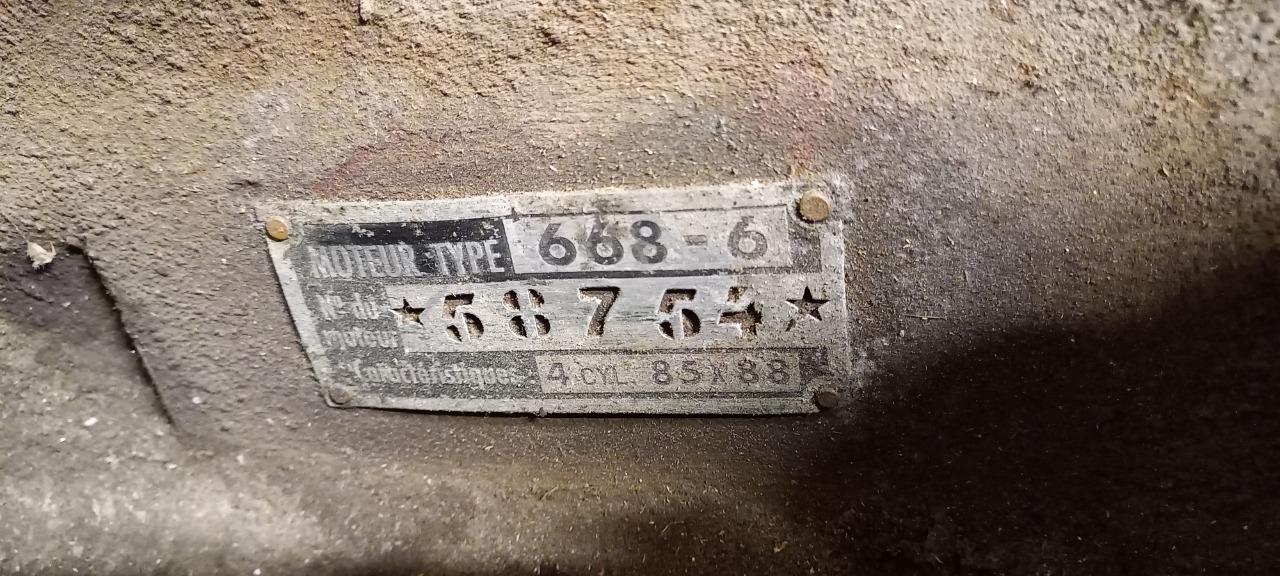 MOTEUR TYPE 668-6
No du moteur ★ 58754 ★
Caractéristiques 4 CYL. 85X88